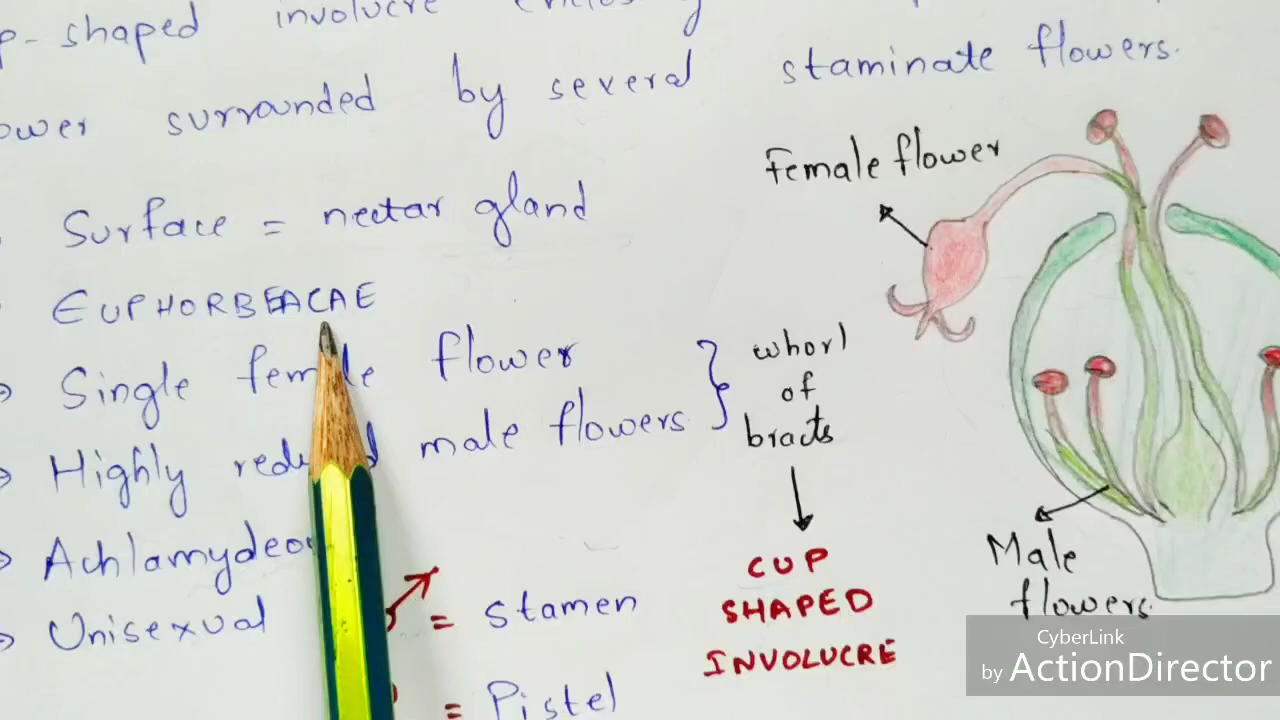 p-shaped involucre
ower surrounded by several staminate flowers.
Surface = nectar gland
EUPHORBEACAE
Single female flower
Highly male flowers
} whorl
of
bracts
CUP
SHAPED
INVOLUCRE
Achlamydeo
Unisexual
= stamen
= Pistel
Female flower
Male
flowers.
CyberLink
by ActionDirector